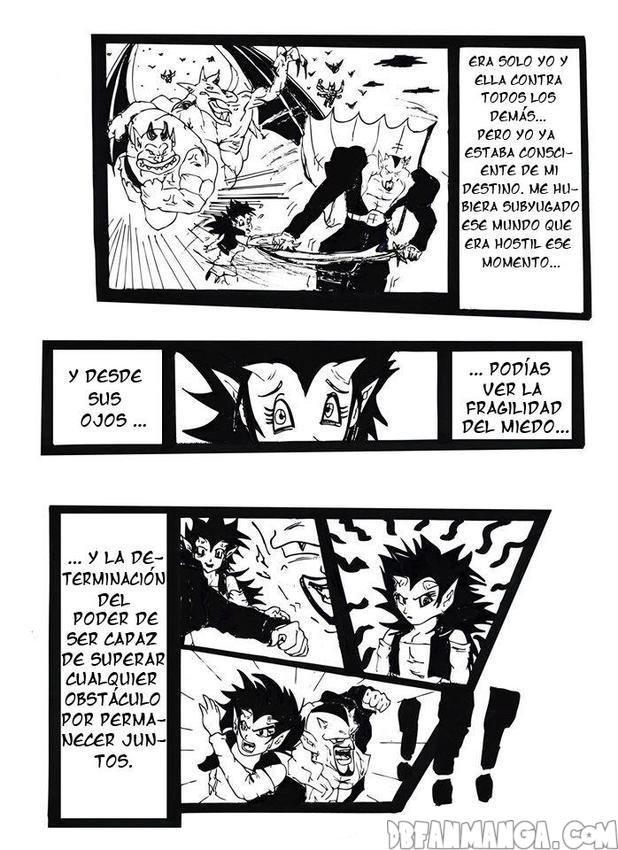 ERA SOLO YO Y
ELLA CONTRA
TODOS LOS
DEMÁS...
PERO YO YA
ESTABA CONSCI-
ENTE DE MI
DESTINO. ME HU-
BIERA SUBYUGADO
ESE MUNDO QUE
ERA HOSTIL ESE
MOMENTO...
Y DESDE
SUS
OJOS ...
... PODÍAS
VER LA
FRAGILIDAD
DEL MIEDO...
... Y LA DE-
TERMINACIÓN
DEL
PODER DE
SER CAPAZ
DE SUPERAR
CUALQUIER
OBSTÁCULO
POR PERMA-
NECER JUN-
TOS.
!!!
DBFANMANGA.COM